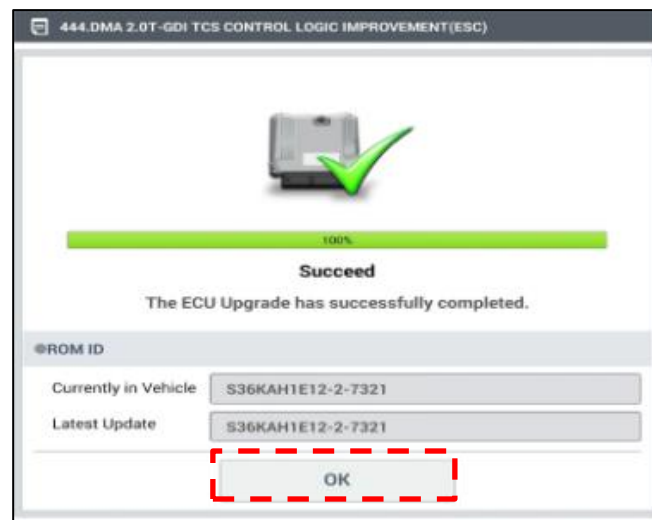 444.DMA 2.0T-GDI TCS CONTROL LOGIC IMPROVEMENT(ESC)
100%
Succeed
The ECU Upgrade has successfully completed.
ROM ID
Currently in Vehicle S36KAH1E12-2-7321
Latest Update S36KAH1E12-2-7321
OK